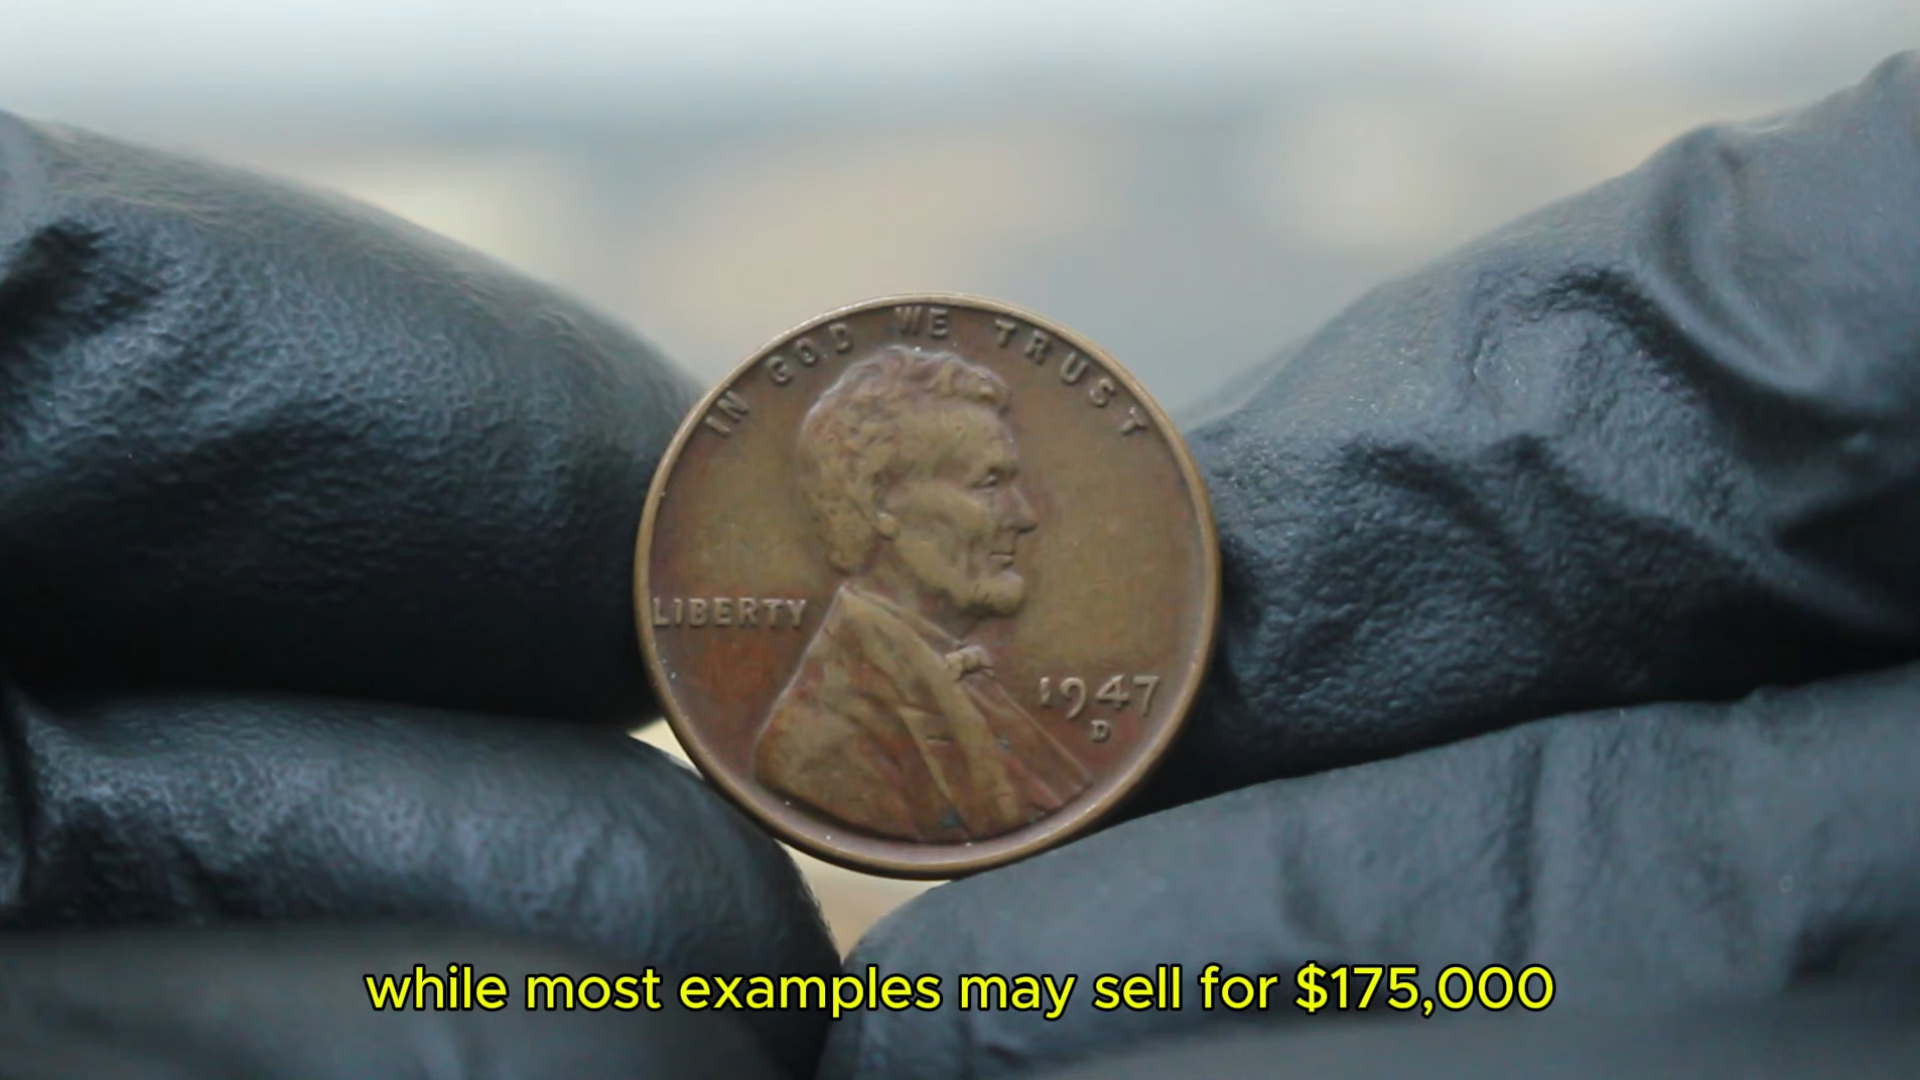 IN GOD WE TRUST
LIBERTY
1947
D
while most examples may sell for $175,000